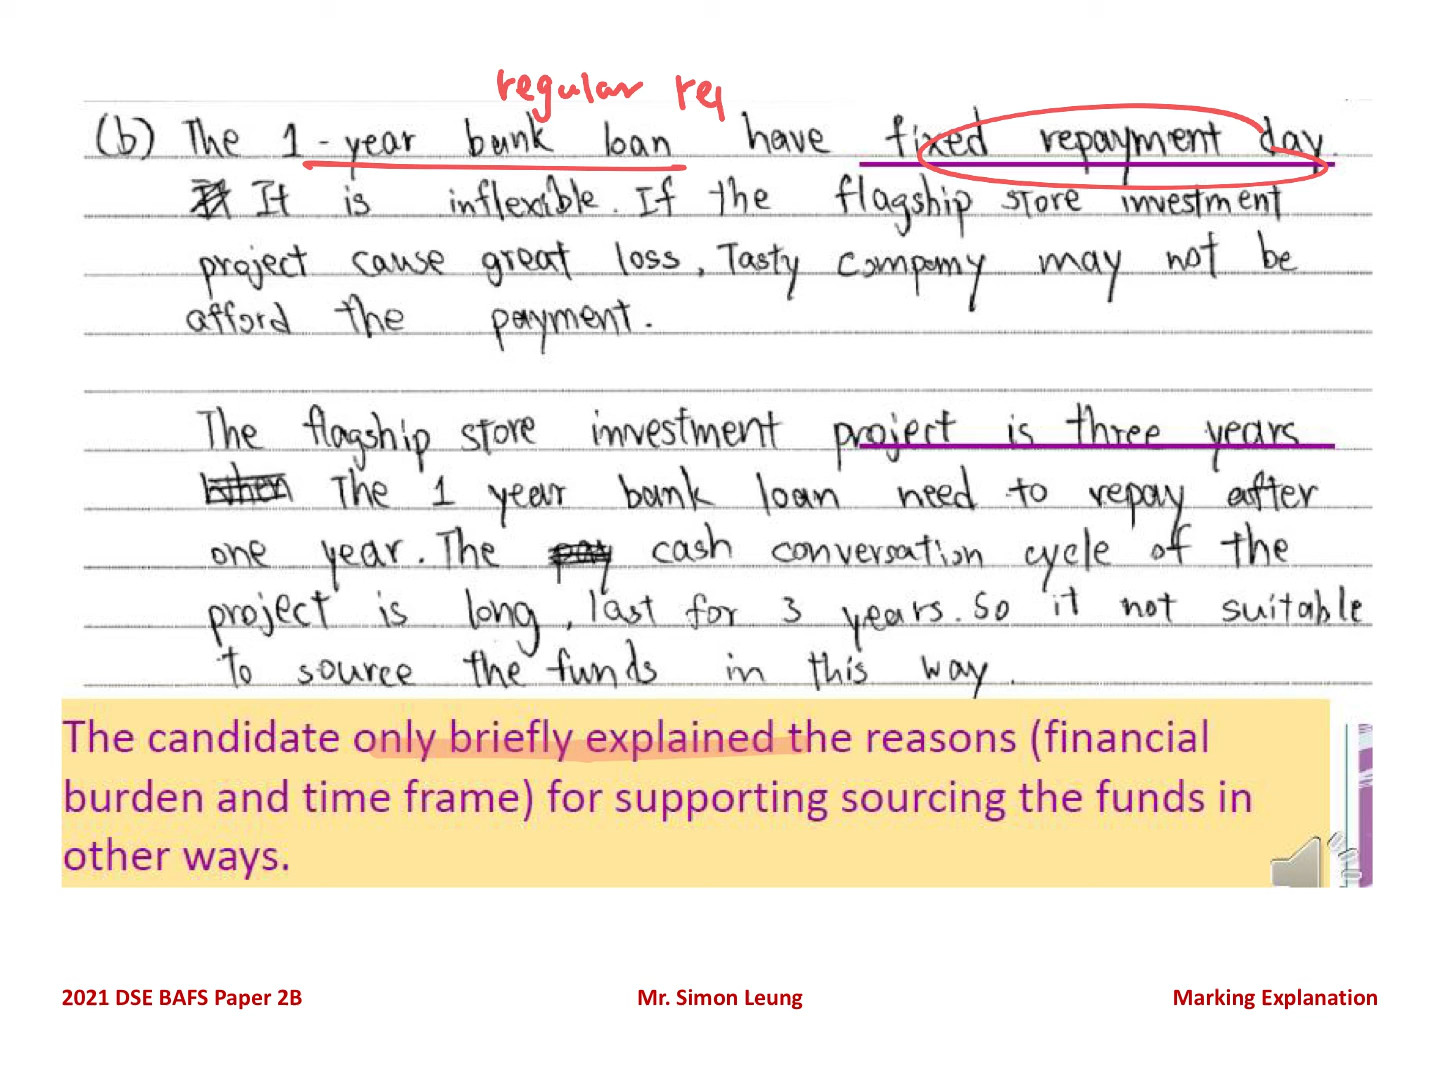 regular re
(b) The 1-year bank loan have fixed repayment day.
It is inflexible. If the flagship store investment
project cause great loss, Tasty Company may not be
afford the payment.
The flagship store investment project is three years
When The 1 year bank loan need to repay after
one year. The pay cash conversation cycle of the
project is long, last for 3 years. So it not suitable
to source the funds in this way.
The candidate only briefly explained the reasons (financial
burden and time frame) for supporting sourcing the funds in
other ways.
2021 DSE BAFS Paper 2B
Mr. Simon Leung
Marking Explanation